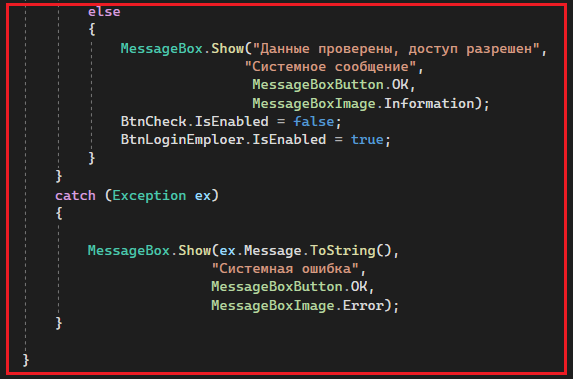 else
{
MessageBox.Show("Данные проверены, доступ разрешен",
"Системное сообщение",
MessageBoxButton.OK,
MessageBoxImage.Information);
BtnCheck.IsEnabled = false;
BtnLoginEmploer.IsEnabled = true;
}
}
catch (Exception ex)
{
MessageBox.Show(ex.Message.ToString(),
"Системная ошибка",
MessageBoxButton.OK,
MessageBoxImage.Error);
}
}